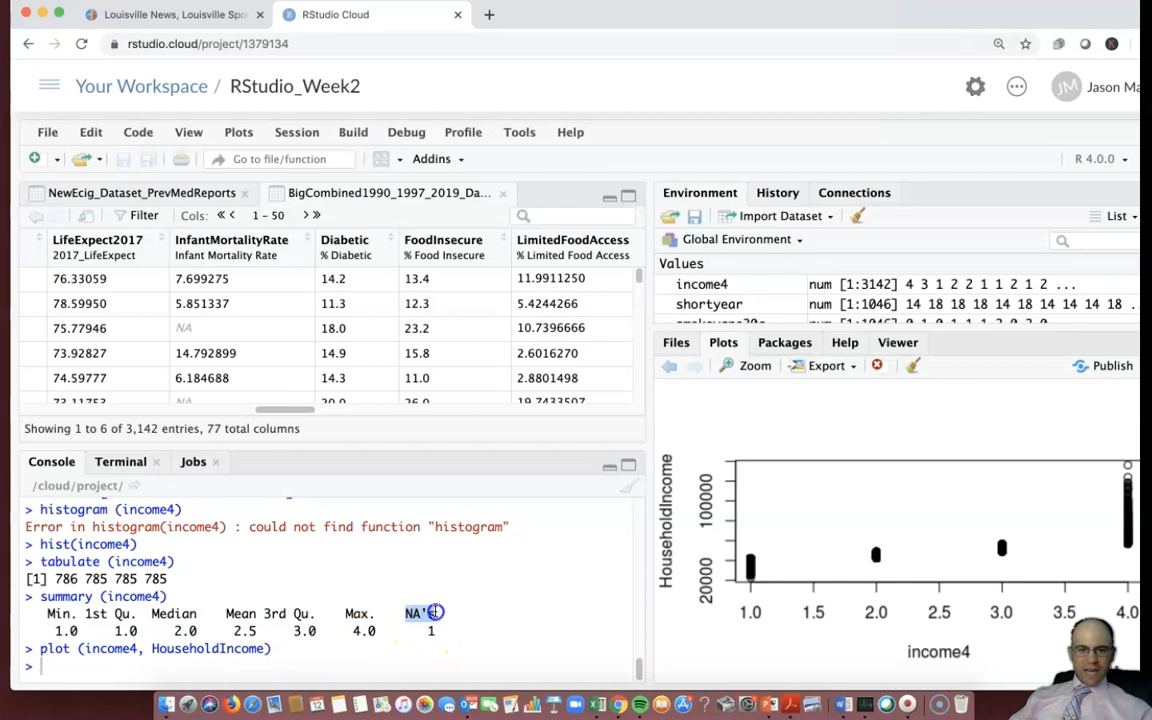 Louisville News, Louisville Spo
RStudio Cloud
rstudio.cloud/project/1379134
Your Workspace / RStudio_Week2
JM Jason Ma
File Edit Code View Plots Session Build Debug Profile Tools Help
Go to file/function
Addins
R 4.0.0
NewEcig_Dataset_PrevMedReports
BigCombined1990_1997_2019_Da...
Filter Cols: 1 - 50
LifeExpect2017 InfantMortalityRate Diabetic FoodInsecure LimitedFoodAccess
2017_LifeExpect Infant Mortality Rate % Diabetic % Food Insecure % Limited Food Access
76.33059 7.699275 14.2 13.4 11.9911250
78.59950 5.851337 11.3 12.3 5.4244266
75.77946 NA 18.0 23.2 10.7396666
73.92827 14.792899 14.9 15.8 2.6016270
74.59777 6.184688 14.3 11.0 2.8801498
Showing 1 to 6 of 3,142 entries, 77 total columns
Console Terminal Jobs
/cloud/project/
> histogram (income4)
Error in histogram(income4) : could not find function "histogram"
> hist(income4)
> tabulate (income4)
[1] 786 785 785 785
> summary (income4)
Min. 1st Qu. Median Mean 3rd Qu. Max. NA's
1.0 1.0 2.0 2.5 3.0 4.0 1
> plot (income4, HouseholdIncome)
>
Environment History Connections
Import Dataset
List
Global Environment
Values
income4 num [1:3142] 4 3 1 2 2 1 1 2 1 2 ...
shortyear num [1:1046] 14 18 18 18 14 18 14 14 14 18 ..
Files Plots Packages Help Viewer
Zoom Export Publish
HouseholdIncome
100000
20000
1.0 1.5 2.0 2.5 3.0 3.5 4.0
income4